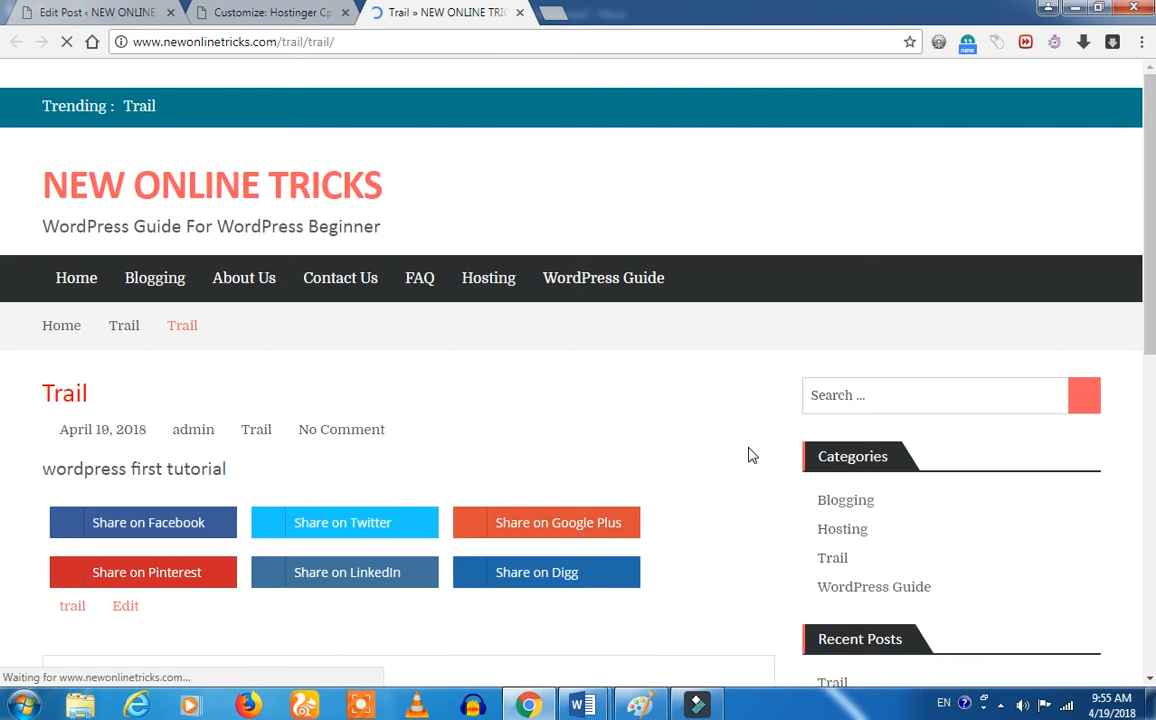 Edit Post ‹ NEW ONLINE
Customize: Hostinger Cp
Trail » NEW ONLINE TRIC
www.newonlinetricks.com/trail/trail/
new
Trending : Trail
NEW ONLINE TRICKS
WordPress Guide For WordPress Beginner
Home Blogging About Us Contact Us FAQ Hosting WordPress Guide
Home Trail Trail
Trail
April 19, 2018 admin Trail No Comment
wordpress first tutorial
Share on Facebook Share on Twitter Share on Google Plus
Share on Pinterest Share on LinkedIn Share on Digg
trail Edit
Search ...
Categories
Blogging
Hosting
Trail
WordPress Guide
Recent Posts
Trail
Waiting for www.newonlinetricks.com...
EN
9:55 AM
4/19/2018